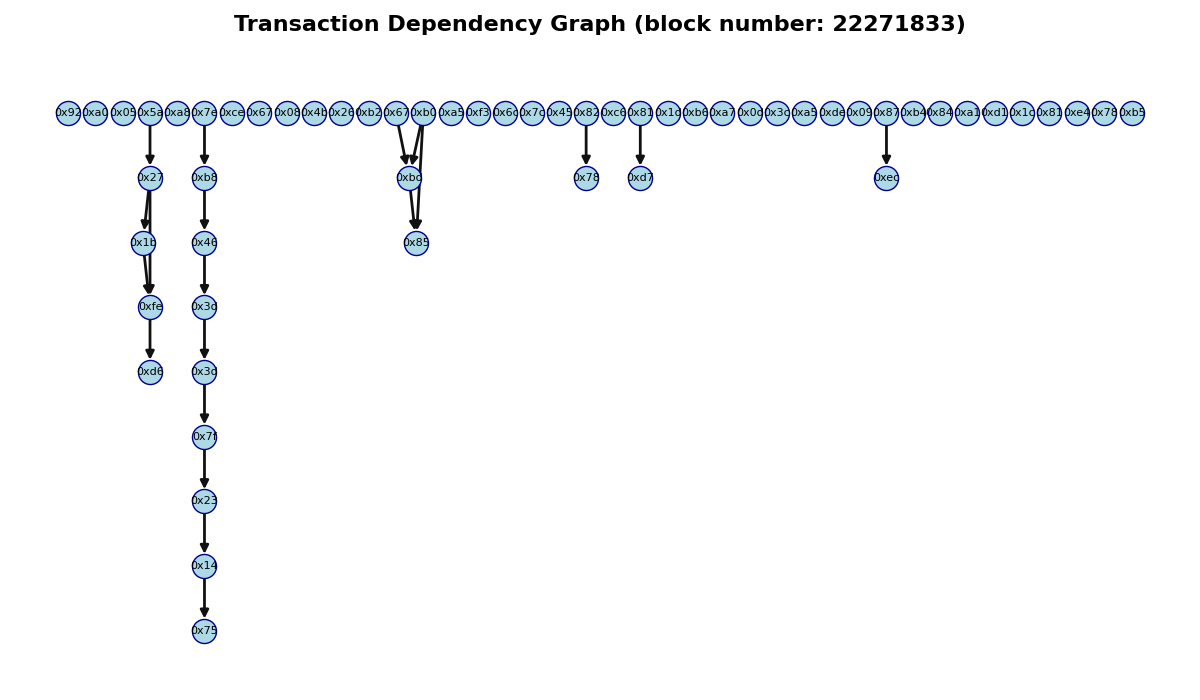 Transaction Dependency Graph (block number: 22271833)
0x92 0xa0 0x05 0x5a 0xa8 0x7e 0xce 0x67 0x08 0x4b 0x26 0xb2 0x67 0xb0 0xa5 0xf3 0x6c 0x7c 0x45 0x82 0xc6 0x81 0x1c 0xb6 0xa7 0x0c 0x3c 0xa5 0xde 0x09 0x87 0xb4 0x84 0xa1 0xd1 0x1c 0x81 0xe4 0x78 0xb5
0x27 0xb8 0xbd 0x78 0xd7 0xec
0x1b 0x46 0x85
0xfe 0x3d
0xd6 0x3d
0x7f
0x23
0x14
0x75